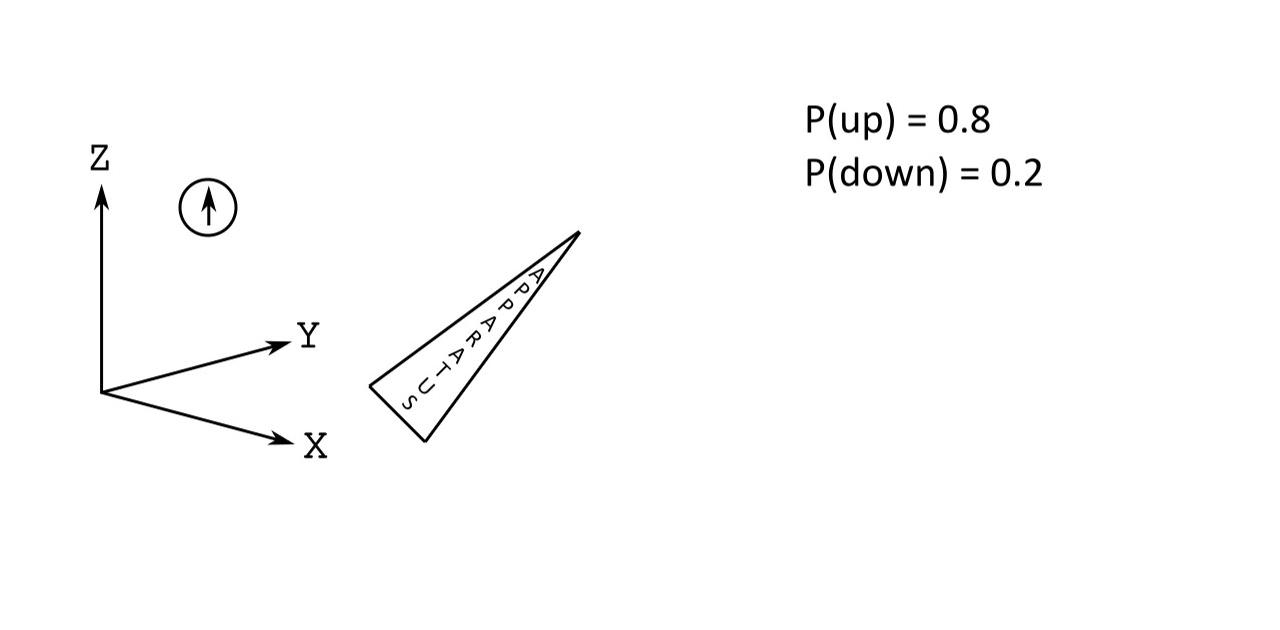 P(up) = 0.8
P(down) = 0.2
Z
Y
X
APPARATUS